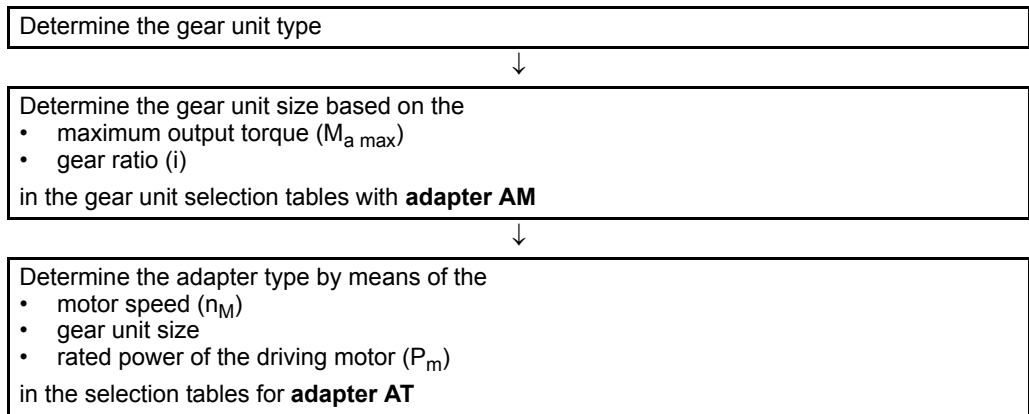 Determine the gear unit type
↓
Determine the gear unit size based on the
• maximum output torque (Ma max)
• gear ratio (i)
in the gear unit selection tables with adapter AM
↓
Determine the adapter type by means of the
• motor speed (nM)
• gear unit size
• rated power of the driving motor (Pm)
in the selection tables for adapter AT